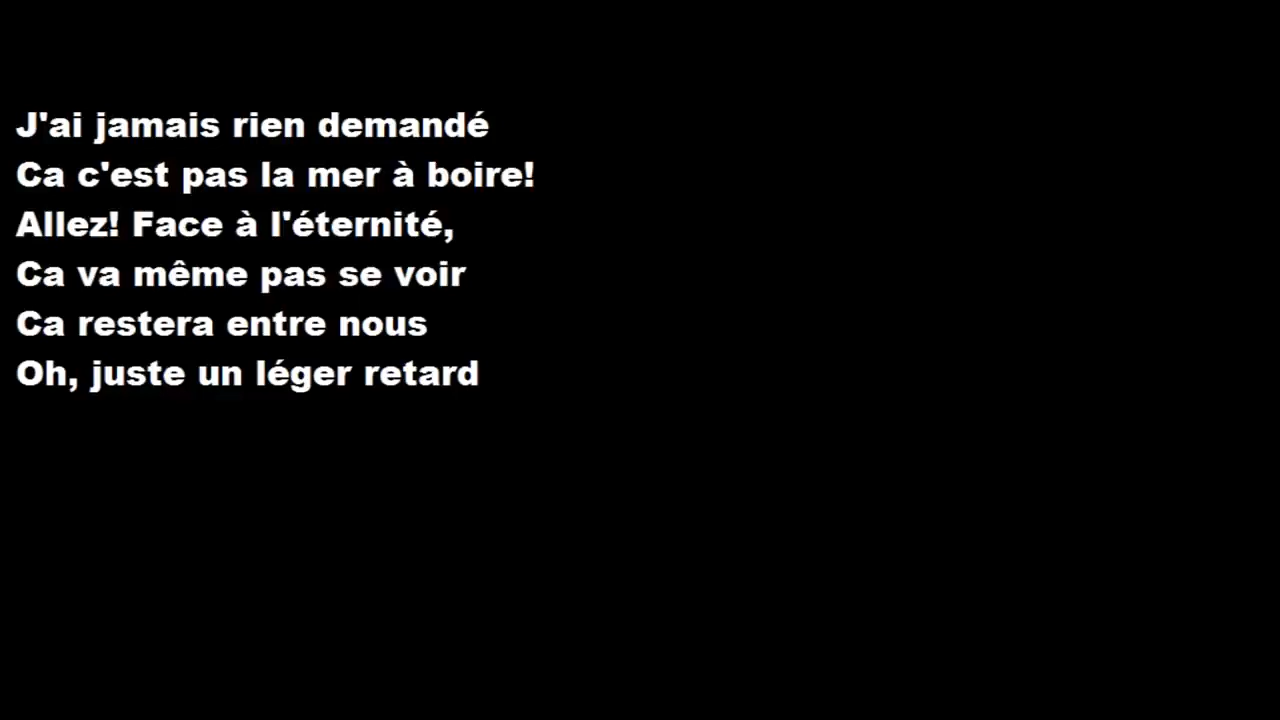 J'ai jamais rien demandé
Ca c'est pas la mer à boire!
Allez! Face à l'éternité,
Ca va même pas se voir
Ca restera entre nous
Oh, juste un léger retard